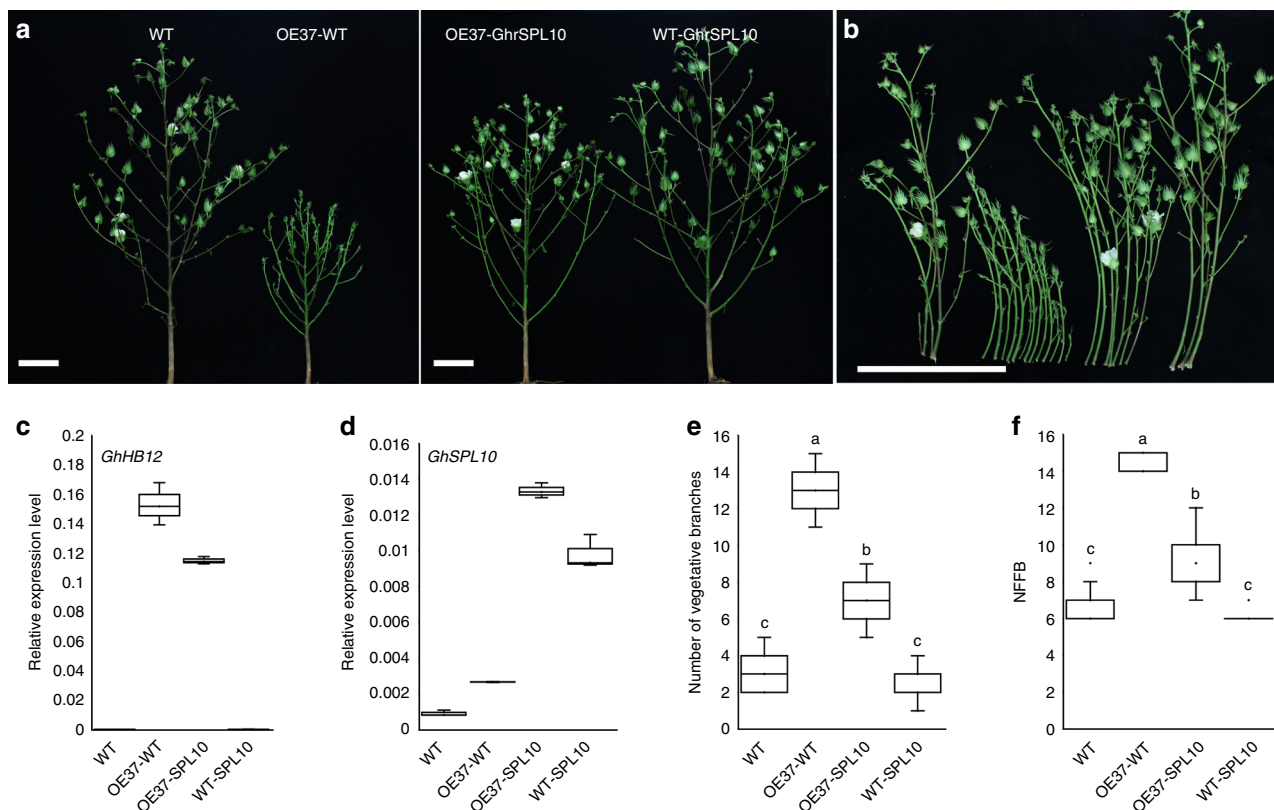 a
WT
OE37-WT
OE37-GhrSPL10
WT-GhrSPL10
b
c
Relative expression level
GhHB12
0.2
0.18
0.16
0.14
0.12
0.1
0.08
0.06
0.04
0.02
0
WT
OE37-WT
OE37-SPL10
WT-SPL10
d
Relative expression level
GhSPL10
0.016
0.014
0.012
0.01
0.008
0.006
0.004
0.002
0
WT
OE37-WT
OE37-SPL10
WT-SPL10
e
Number of vegetative branches
16
14
12
10
8
6
4
2
0
c
a
b
c
WT
OE37-WT
OE37-SPL10
WT-SPL10
f
NFFB
16
14
12
10
8
6
4
2
0
c
a
b
c
WT
OE37-WT
OE37-SPL10
WT-SPL10